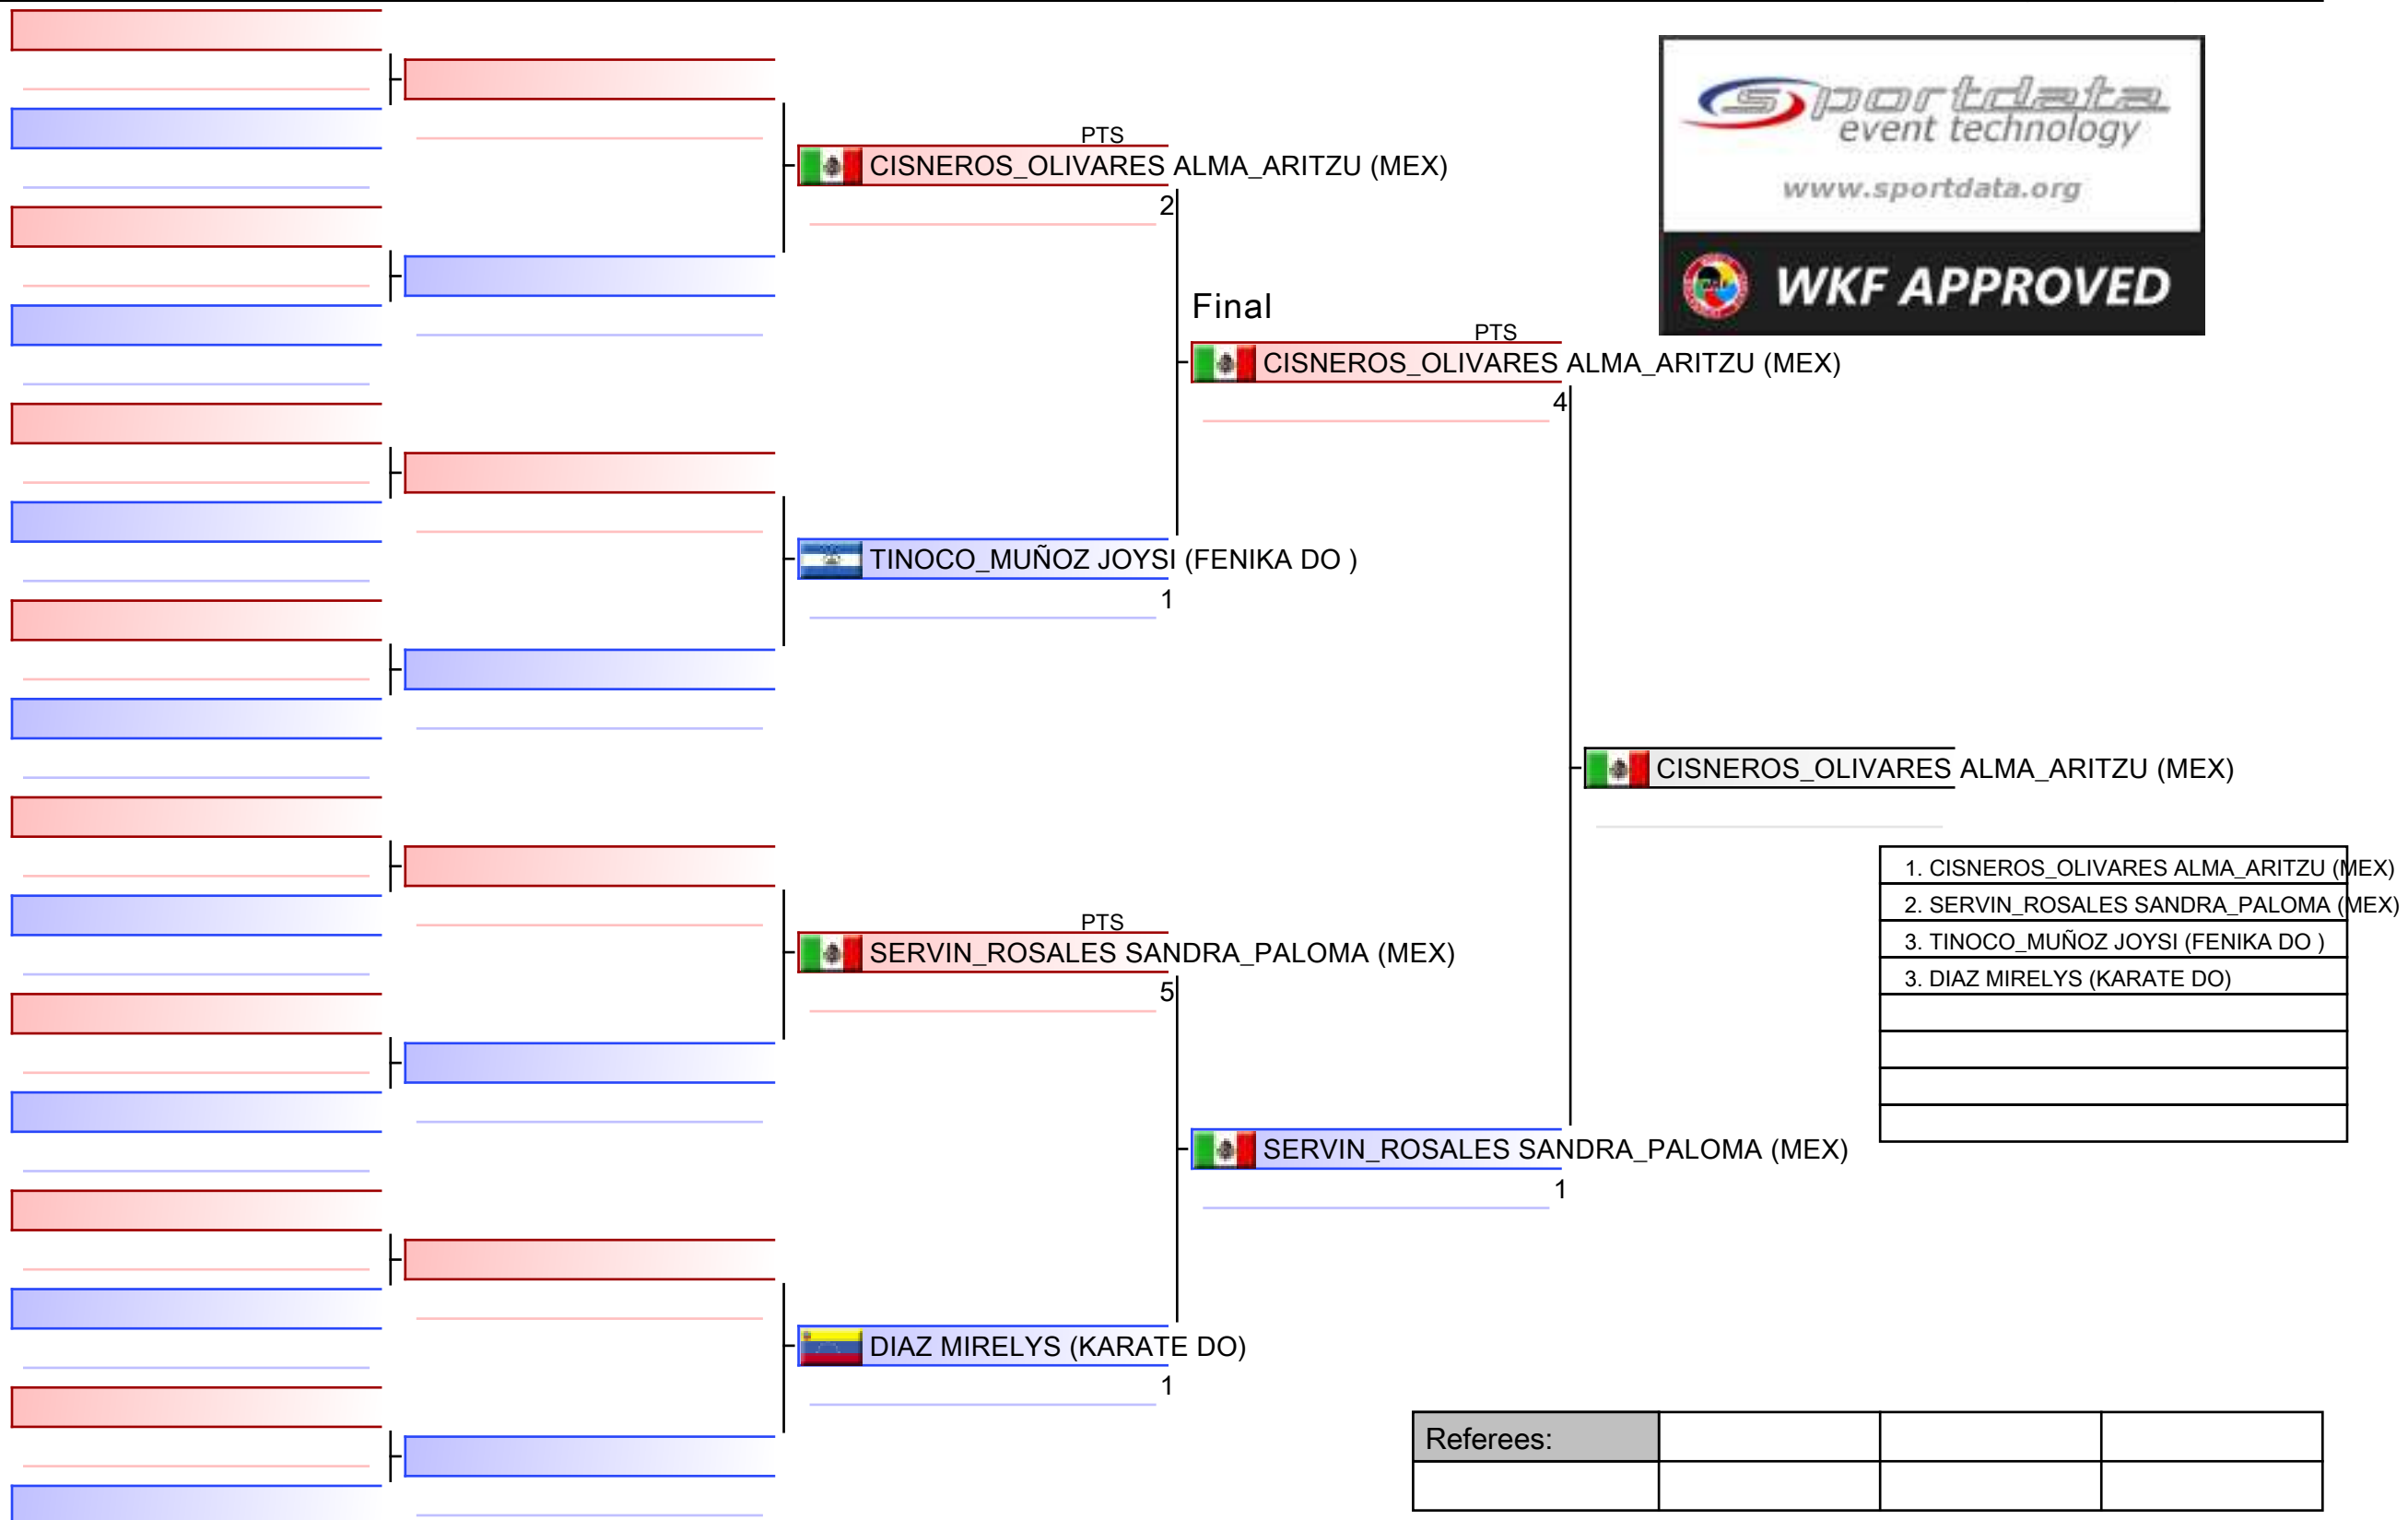 sportdata
event technology
www.sportdata.org
WKF APPROVED
PTS
CISNEROS_OLIVARES ALMA_ARITZU (MEX)
2
Final
PTS
CISNEROS_OLIVARES ALMA_ARITZU (MEX)
4
TINOCO_MUÑOZ JOYSI (FENIKA DO )
1
CISNEROS_OLIVARES ALMA_ARITZU (MEX)
1. CISNEROS_OLIVARES ALMA_ARITZU (MEX)
2. SERVIN_ROSALES SANDRA_PALOMA (MEX)
3. TINOCO_MUÑOZ JOYSI (FENIKA DO )
3. DIAZ MIRELYS (KARATE DO)
PTS
SERVIN_ROSALES SANDRA_PALOMA (MEX)
5
SERVIN_ROSALES SANDRA_PALOMA (MEX)
1
DIAZ MIRELYS (KARATE DO)
1
Referees: